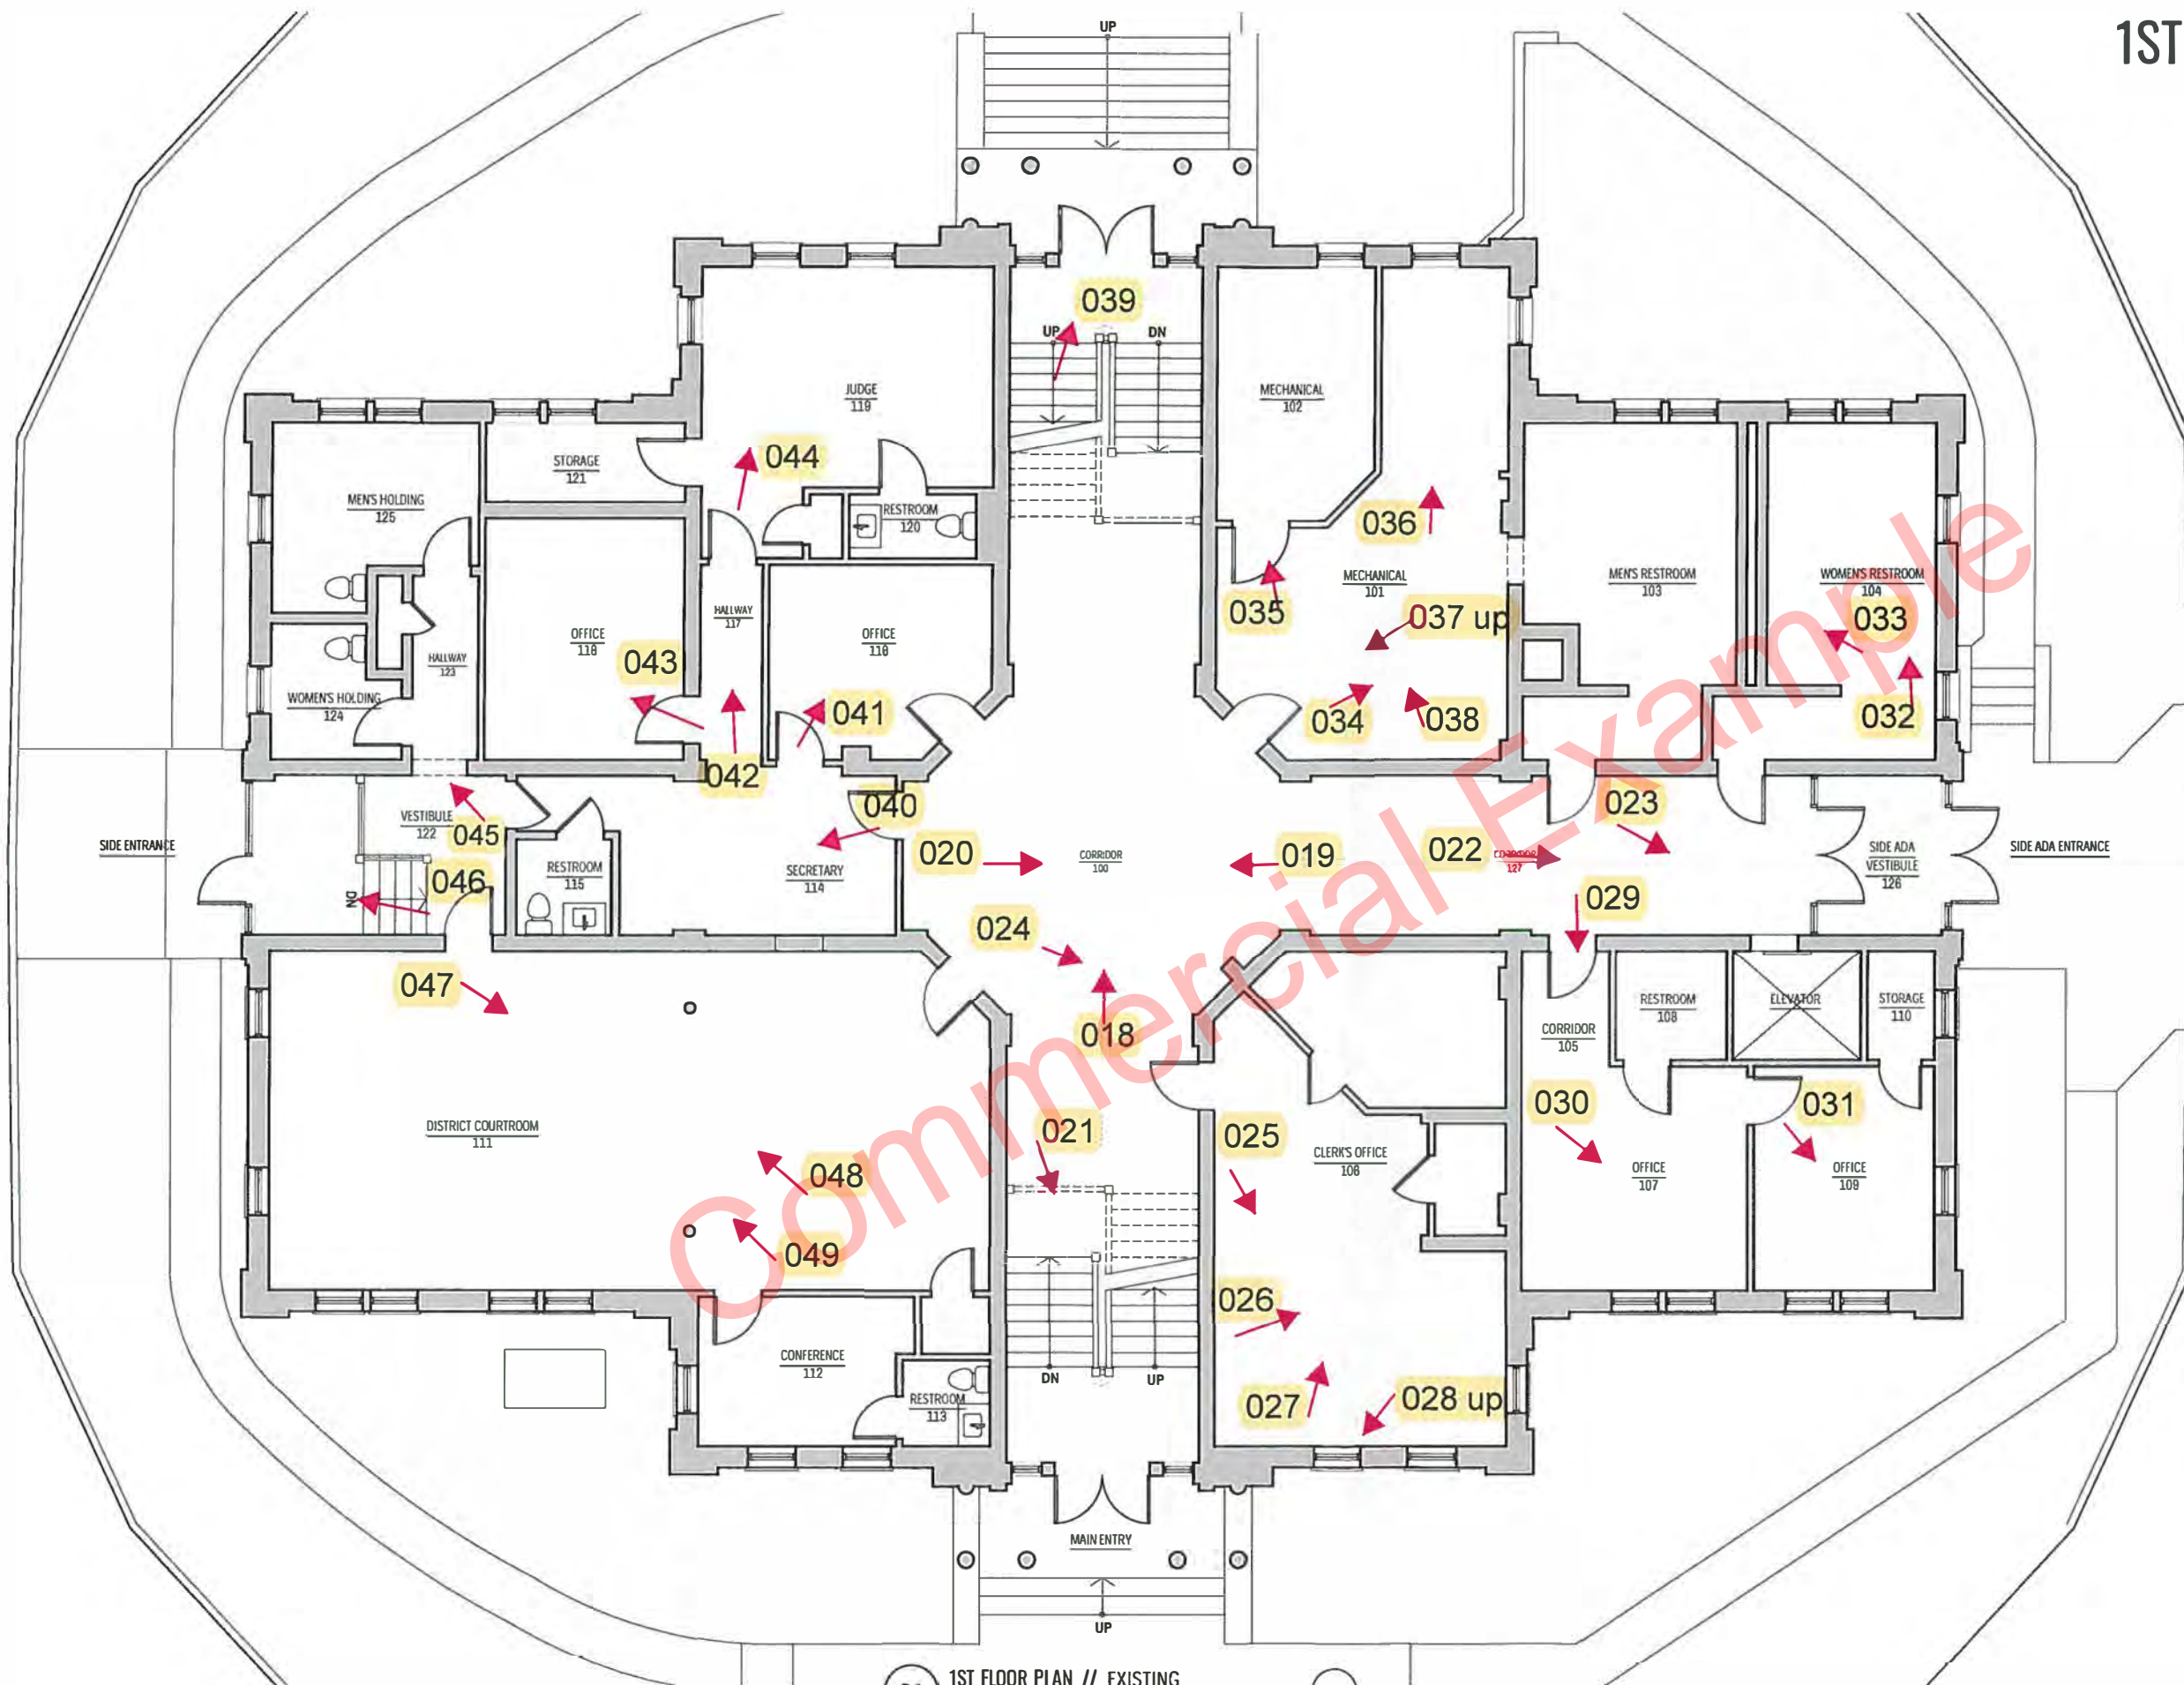 1ST
UP
039
UP
DN
JUDGE
119
MECHANICAL
102
044
STORAGE
121
MEN'S HOLDING
125
RESTROOM
120
036
MECHANICAL
101
MEN'S RESTROOM
103
WOMEN'S RESTROOM
104
035
037 up
033
HALLWAY
117
OFFICE
118
OFFICE
118
043
HALLWAY
123
WOMEN'S HOLDING
124
041
034
038
032
042
040
023
VESTIBULE
122
045
SIDE ENTRANCE
020
CORRIDOR
100
019
022
CORRIDOR
127
SIDE ADA
VESTIBULE
126
SIDE ADA ENTRANCE
RESTROOM
115
SECRETARY
114
046
DN
029
024
047
018
RESTROOM
108
ELEVATOR
STORAGE
110
CORRIDOR
105
DISTRICT COURTROOM
111
021
025
CLERK'S OFFICE
106
030
031
OFFICE
107
OFFICE
109
048
049
026
CONFERENCE
112
DN
UP
RESTROOM
113
027
028 up
MAIN ENTRY
UP
1ST FLOOR PLAN // EXISTING
Commercial Example